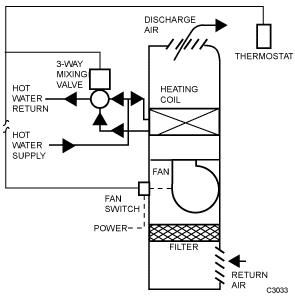 DISCHARGE
AIR
THERMOSTAT
3-WAY
MIXING
VALVE
HOT
WATER
RETURN
HEATING
COIL
HOT
WATER
SUPPLY
FAN
FAN
SWITCH
POWER
FILTER
RETURN
AIR
C3033